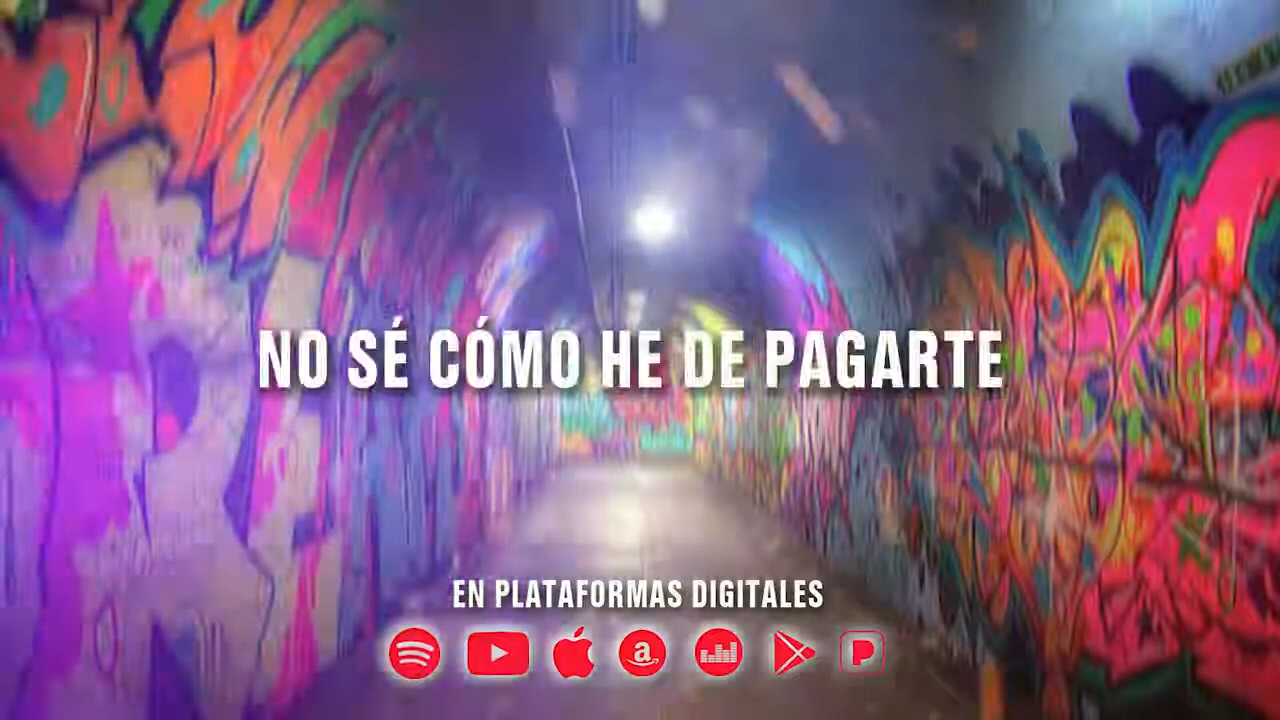 NO SÉ CÓMO HE DE PAGARTE
EN PLATAFORMAS DIGITALES